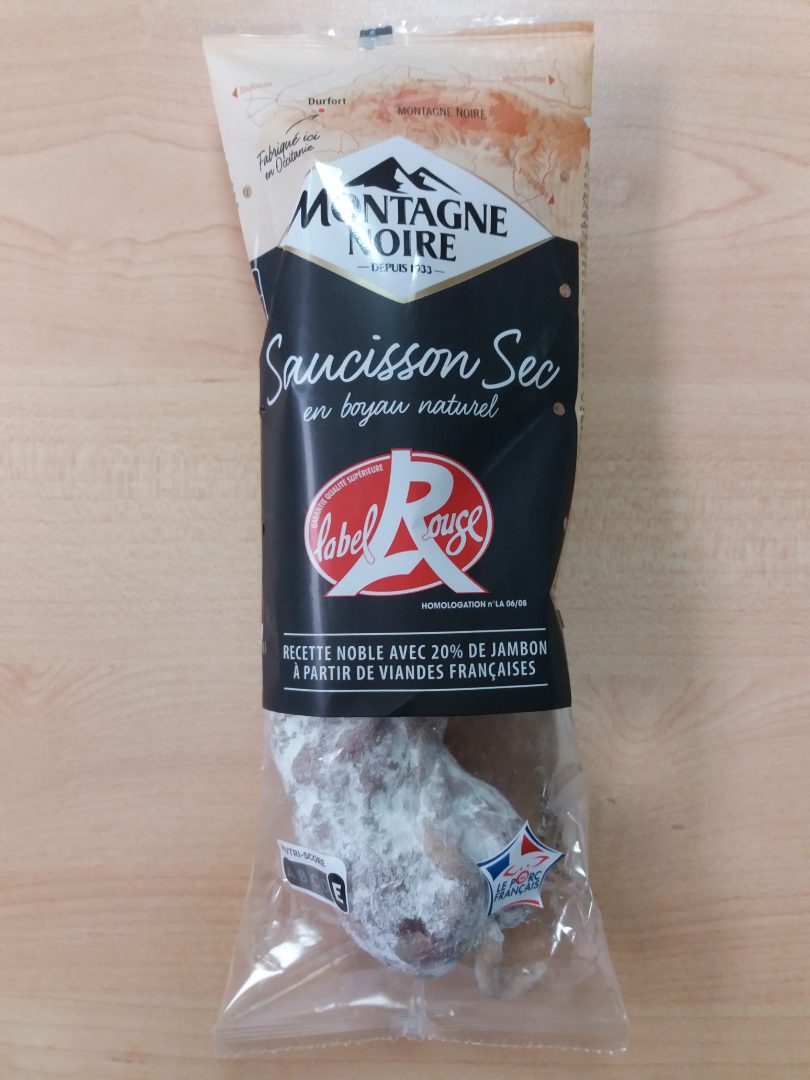 Toulouse
Montpellier
Durfort
MONTAGNE NOIRE
Fabriqué ici
en Occitanie
Perpignan
MONTAGNE
NOIRE
DEPUIS 1933
Saucisson Sec
en boyau naturel
GARANTIE QUALITÉ SUPÉRIEURE
label Rouge
HOMOLOGATION n°LA 06/08
RECETTE NOBLE AVEC 20% DE JAMBON
À PARTIR DE VIANDES FRANÇAISES
NUTRI-SCORE
B
E
LE PORC
FRANÇAIS